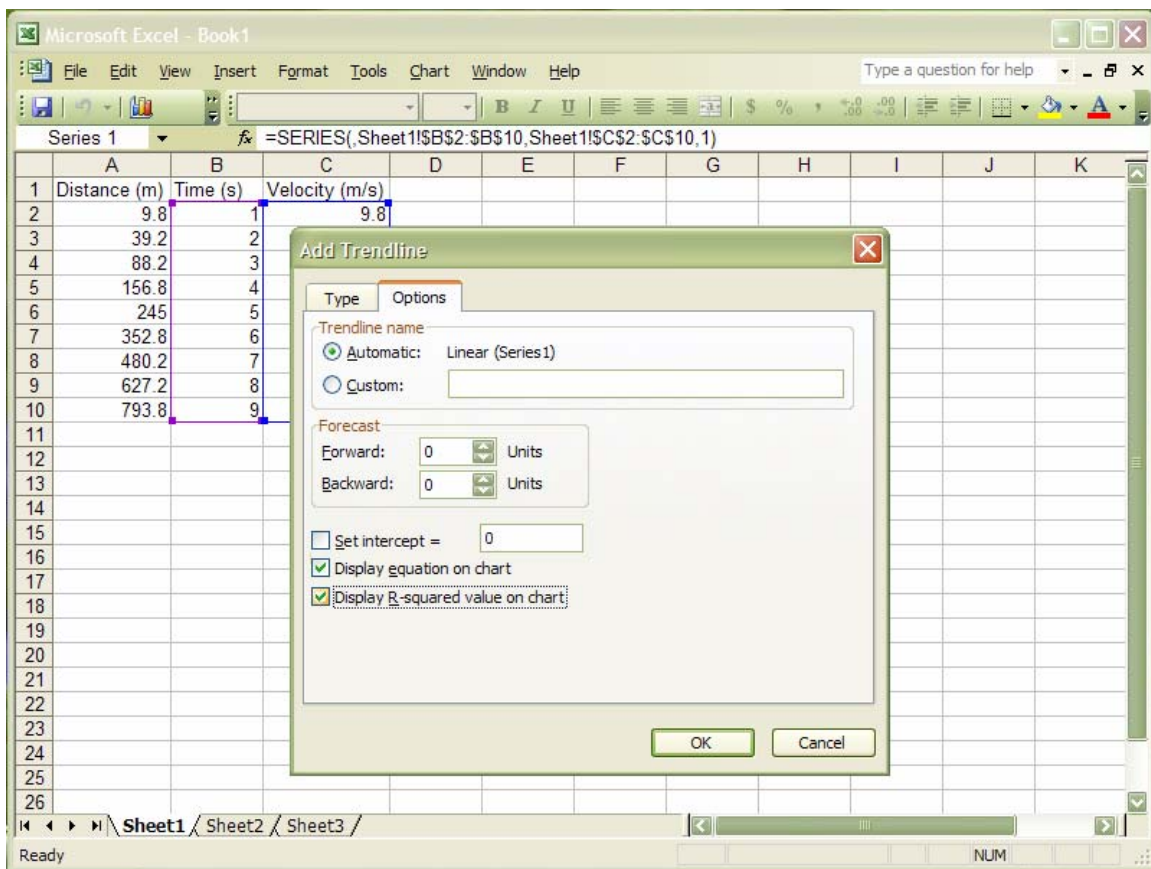 Microsoft Excel - Book1
File Edit View Insert Format Tools Chart Window Help Type a question for help
B I U $ % , 
Series 1 fx =SERIES(,Sheet1!$B$2:$B$10,Sheet1!$C$2:$C$10,1)
A B C D E F G H I J K
1 Distance (m) Time (s) Velocity (m/s)
2 9.8 1 9.8
3 39.2 2
Add Trendline
4 88.2 3
5 156.8 4
Type Options
6 245 5
Trendline name
7 352.8 6
Automatic: Linear (Series1)
8 480.2 7
9 627.2 8
Custom:
10 793.8 9
11
Forecast
Forward: 0 Units
12
13
Backward: 0 Units
14
15
Set intercept = 0
16
Display equation on chart
17
18
Display R-squared value on chart
19
20
21
22
23
OK Cancel
24
25
26
Sheet1 Sheet2 Sheet3
Ready NUM